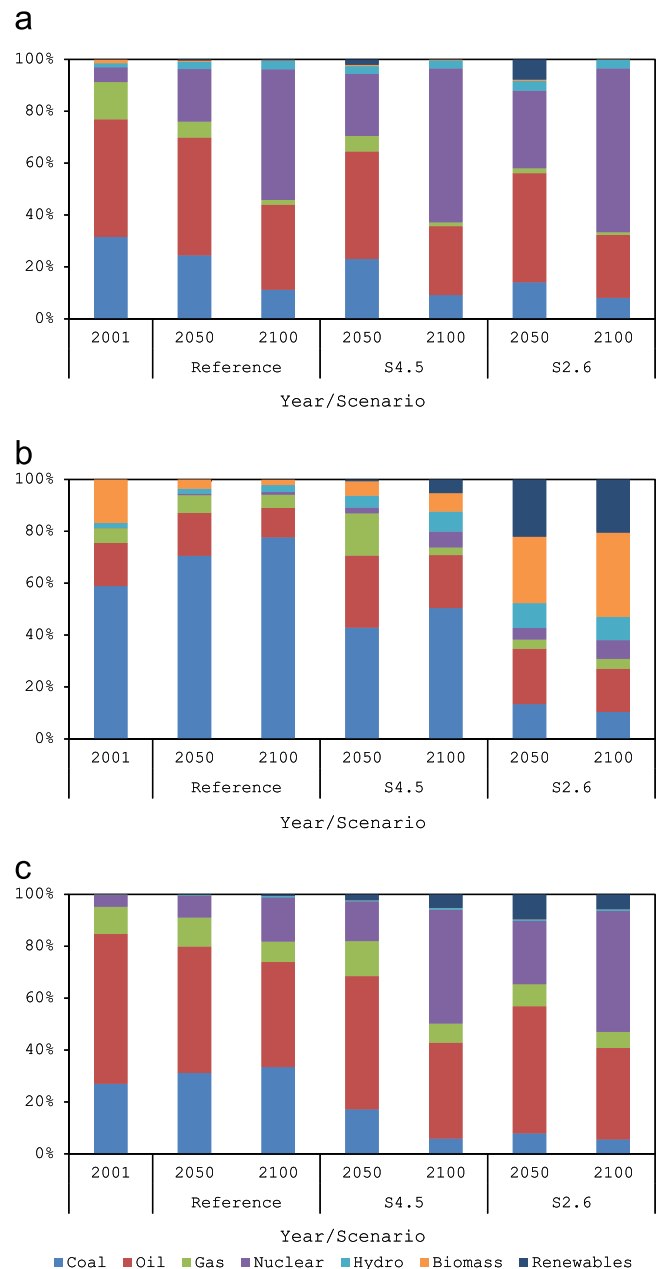 a
100%
80%
60%
40%
20%
0%
2001 2050 2100 2050 2100 2050 2100
Reference S4.5 S2.6
Year/Scenario
b
100%
80%
60%
40%
20%
0%
2001 2050 2100 2050 2100 2050 2100
Reference S4.5 S2.6
Year/Scenario
c
100%
80%
60%
40%
20%
0%
2001 2050 2100 2050 2100 2050 2100
Reference S4.5 S2.6
Year/Scenario
Coal Oil Gas Nuclear Hydro Biomass Renewables